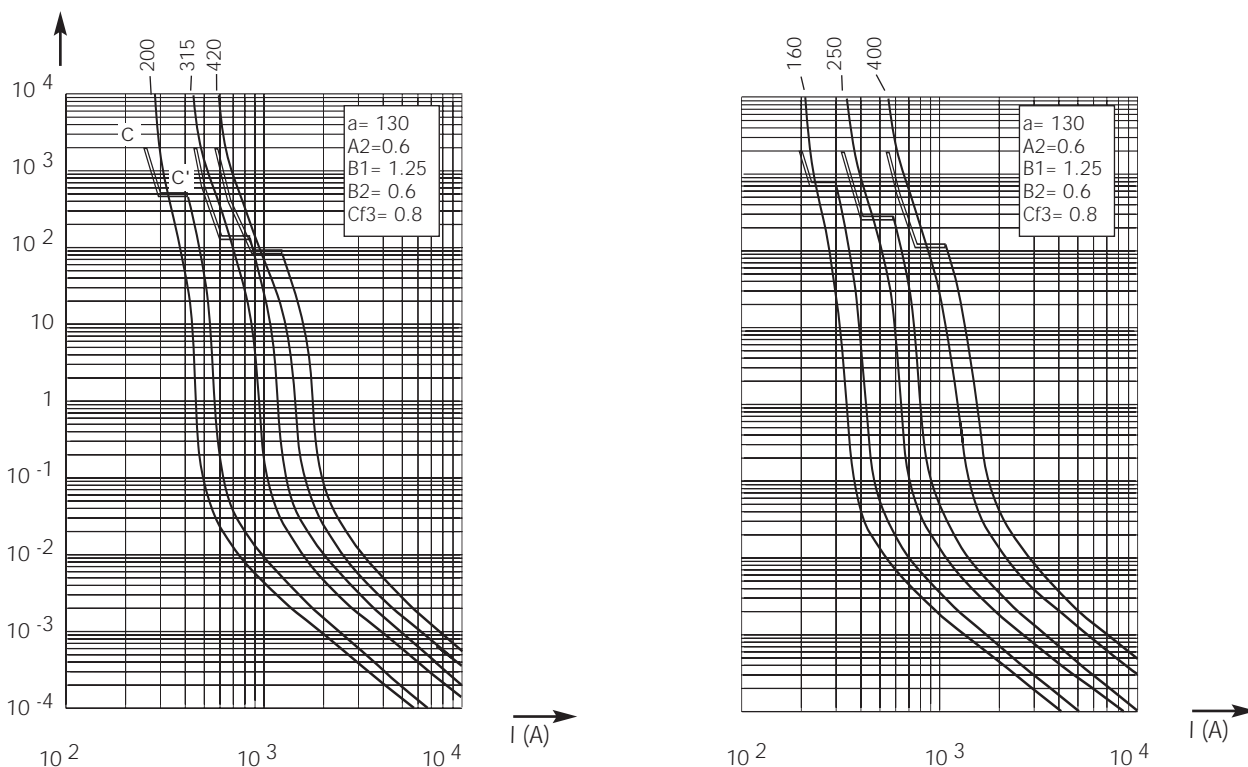 200 315 420
10 4
10 3
10 2
10
1
10 -1
10 -2
10 -3
10 -4
C
C'
a= 130
A2=0.6
B1= 1.25
B2= 0.6
Cf3= 0.8
I (A)
10 2 10 3 10 4
160 250 400
a= 130
A2=0.6
B1= 1.25
B2= 0.6
Cf3= 0.8
I (A)
10 2 10 3 10 4